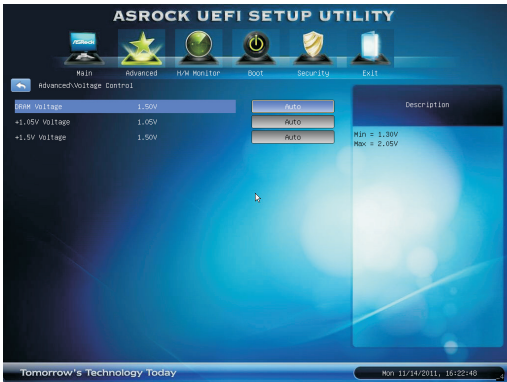 ASROCK UEFI SETUP UTILITY
ASRock
Main Advanced H/W Monitor Boot Security Exit
Advanced\Voltage Control
DRAM Voltage 1.50V Auto
+1.05V Voltage 1.05V Auto
+1.5V Voltage 1.50V Auto
Description
Min = 1.30V
Max = 2.05V
Tomorrow's Technology Today
Mon 11/14/2011, 16:22:48